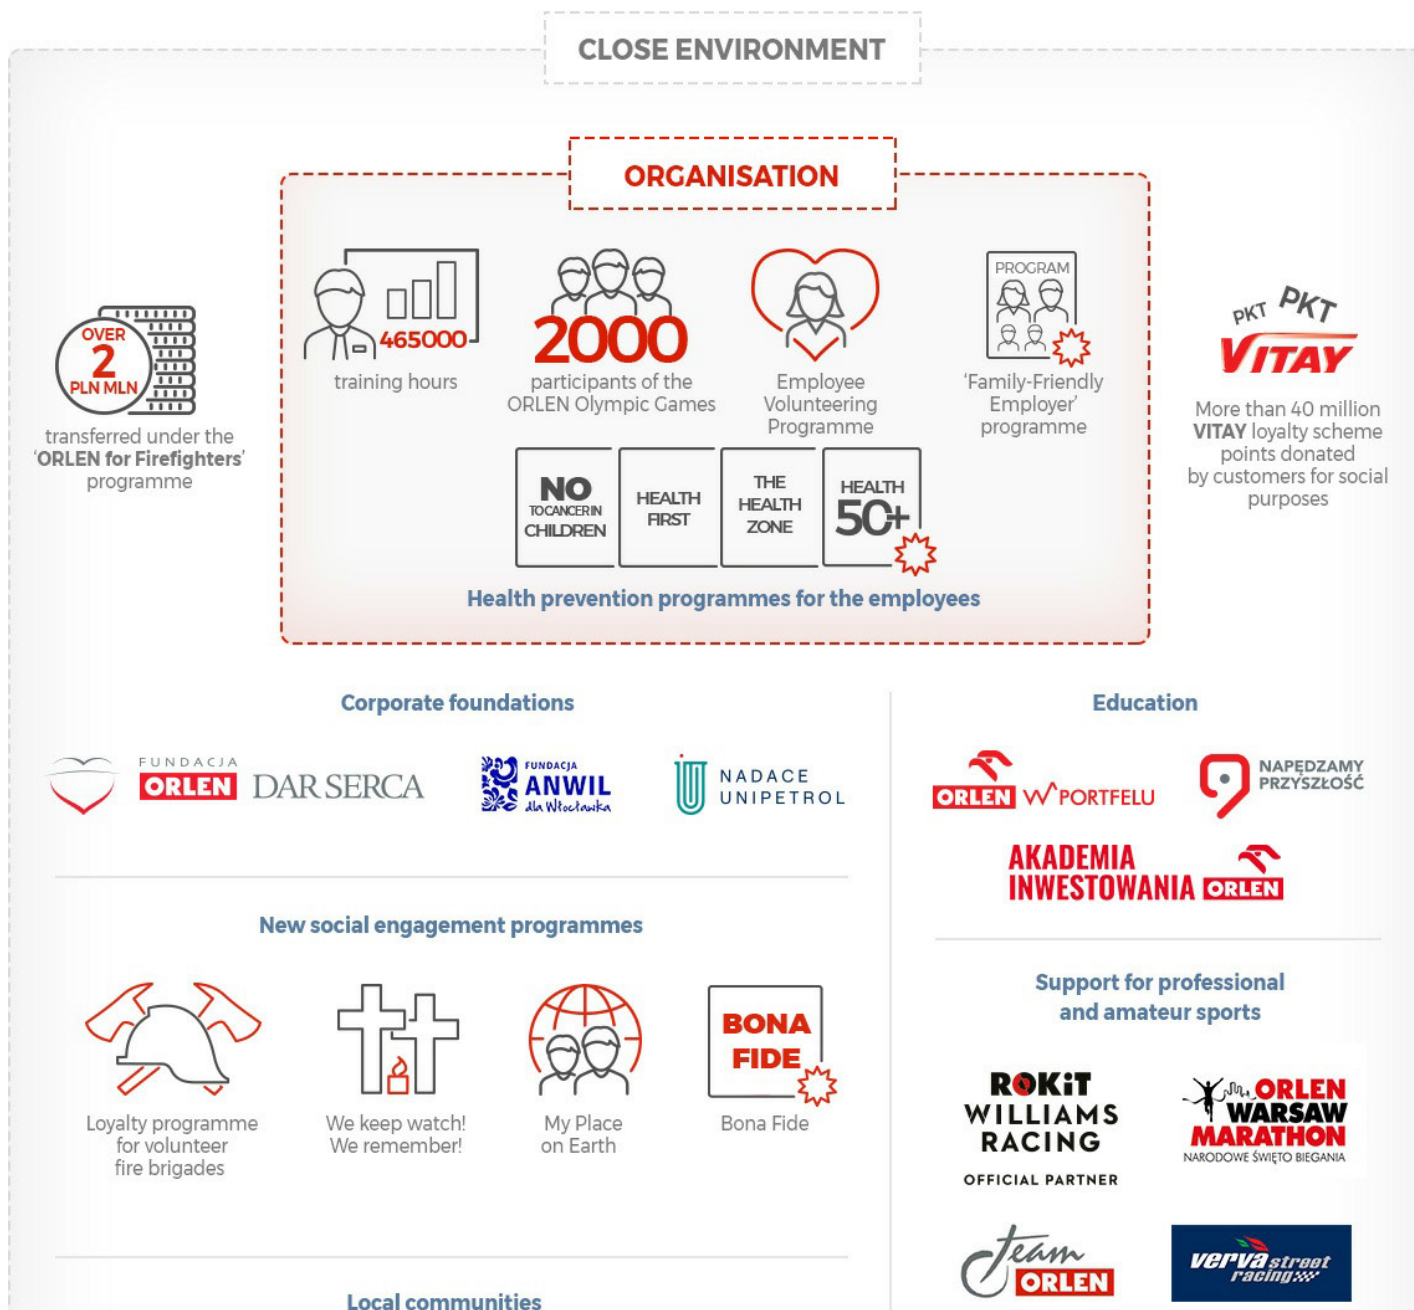 CLOSE ENVIRONMENT
ORGANISATION
OVER
2
PLN MLN
transferred under the
'ORLEN for Firefighters'
programme
465000
training hours
2000
participants of the
ORLEN Olympic Games
Employee
Volunteering
Programme
PROGRAM
'Family-Friendly
Employer'
programme
PKT PKT
VITAY
More than 40 million
VITAY loyalty scheme
points donated
by customers for social
purposes
NO
TO CANCER IN
CHILDREN
HEALTH
FIRST
THE
HEALTH
ZONE
HEALTH
50+
Health prevention programmes for the employees
Corporate foundations
FUNDACJA
ORLEN DAR SERCA
FUNDACJA
ANWIL
dla Włocławka
NADACE
UNIPETROL
Education
ORLEN W PORTFELU
NAPĘDZAMY
PRZYSZŁOŚĆ
AKADEMIA
INWESTOWANIA ORLEN
New social engagement programmes
Loyalty programme
for volunteer
fire brigades
We keep watch!
We remember!
My Place
on Earth
BONA
FIDE
Bona Fide
Support for professional
and amateur sports
ROKiT
WILLIAMS
RACING
OFFICIAL PARTNER
ORLEN
WARSAW
MARATHON
NARODOWE ŚWIĘTO BIEGANIA
Team
ORLEN
verva street
racing
Local communities